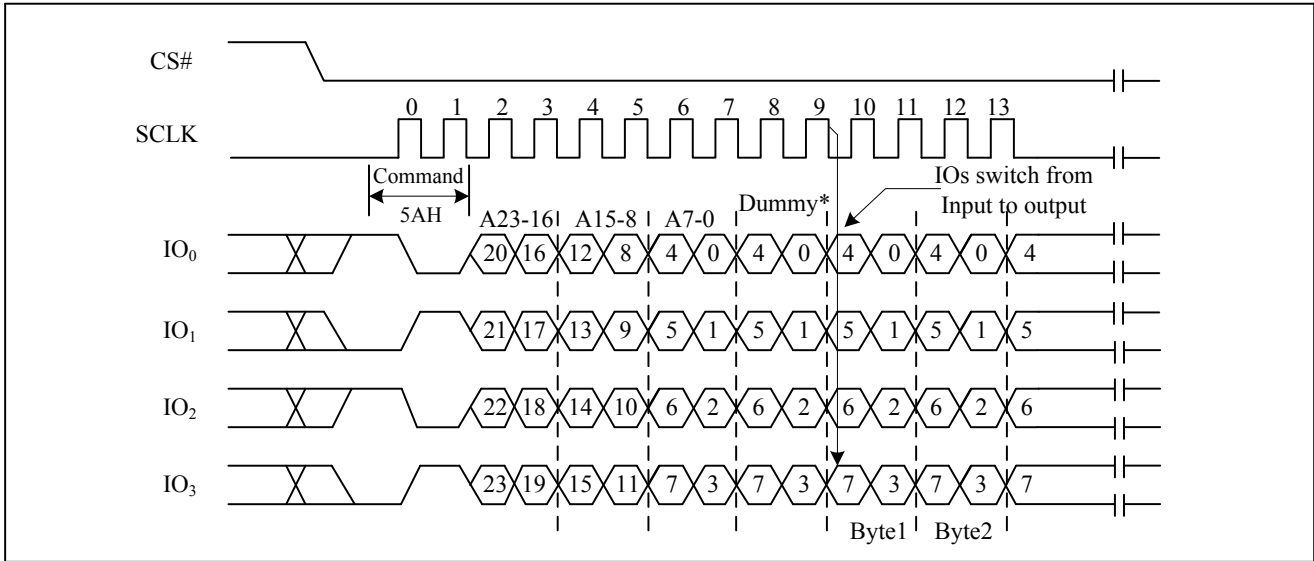 CS#
0 1 2 3 4 5 6 7 8 9 10 11 12 13
SCLK
Command
5AH
IOs switch from
Input to output
Dummy*
A23-16 A15-8 A7-0
IO₀ 20 16 12 8 4 0 4 0 4 0 4 0 4
IO₁ 21 17 13 9 5 1 5 1 5 1 5 1 5
IO₂ 22 18 14 10 6 2 6 2 6 2 6 2 6
IO₃ 23 19 15 11 7 3 7 3 7 3 7 3 7
Byte1 Byte2